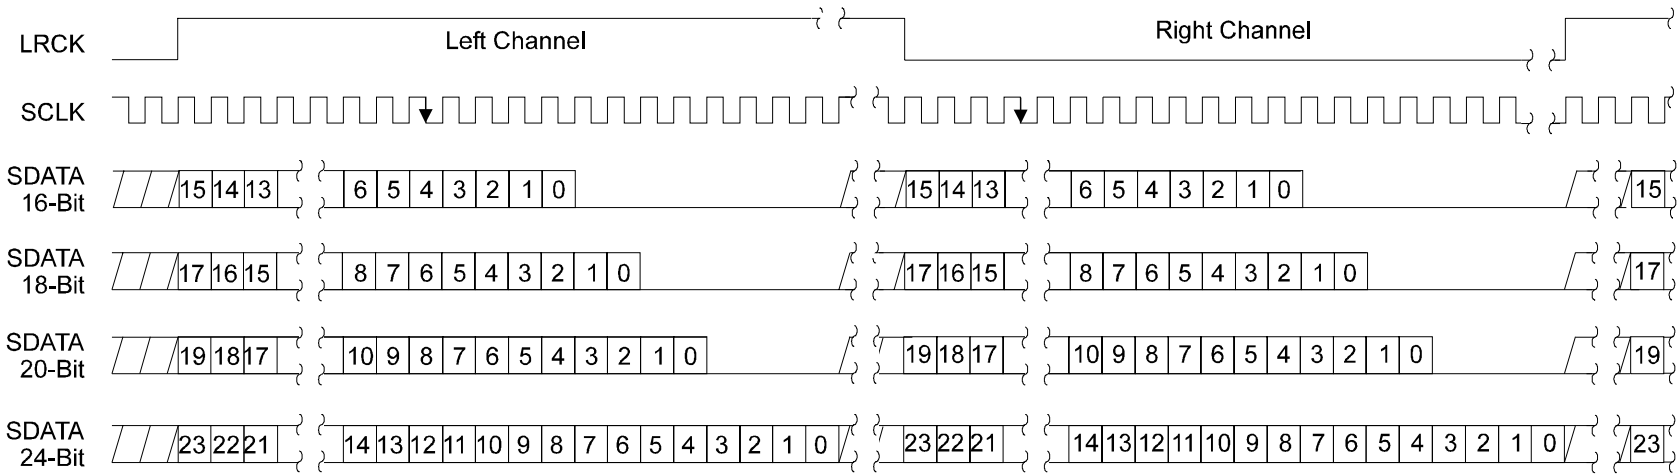 LRCK Left Channel Right Channel
SCLK
SDATA
16-Bit 15 14 13 6 5 4 3 2 1 0 15 14 13 6 5 4 3 2 1 0 15
SDATA
18-Bit 17 16 15 8 7 6 5 4 3 2 1 0 17 16 15 8 7 6 5 4 3 2 1 0 17
SDATA
20-Bit 19 18 17 10 9 8 7 6 5 4 3 2 1 0 19 18 17 10 9 8 7 6 5 4 3 2 1 0 19
SDATA
24-Bit 23 22 21 14 13 12 11 10 9 8 7 6 5 4 3 2 1 0 23 22 21 14 13 12 11 10 9 8 7 6 5 4 3 2 1 0 23